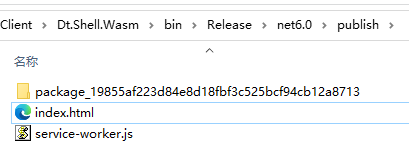 Client > Dt.Shell.Wasm > bin > Release > net6.0 > publish >
名称
package_19855af223d84e8d18fbf3c525bcf94cb12a8713
index.html
service-worker.js